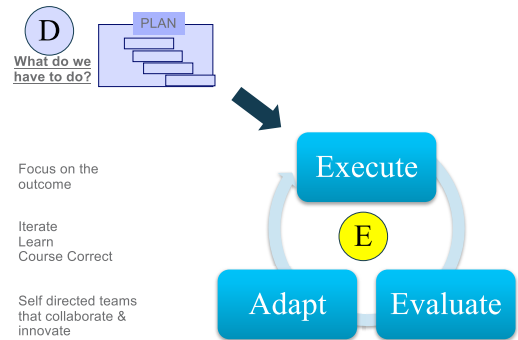 D
PLAN
What do we
have to do?
Execute
Focus on the
outcome
E
Iterate
Learn
Course Correct
Adapt
Evaluate
Self directed teams
that collaborate &
innovate